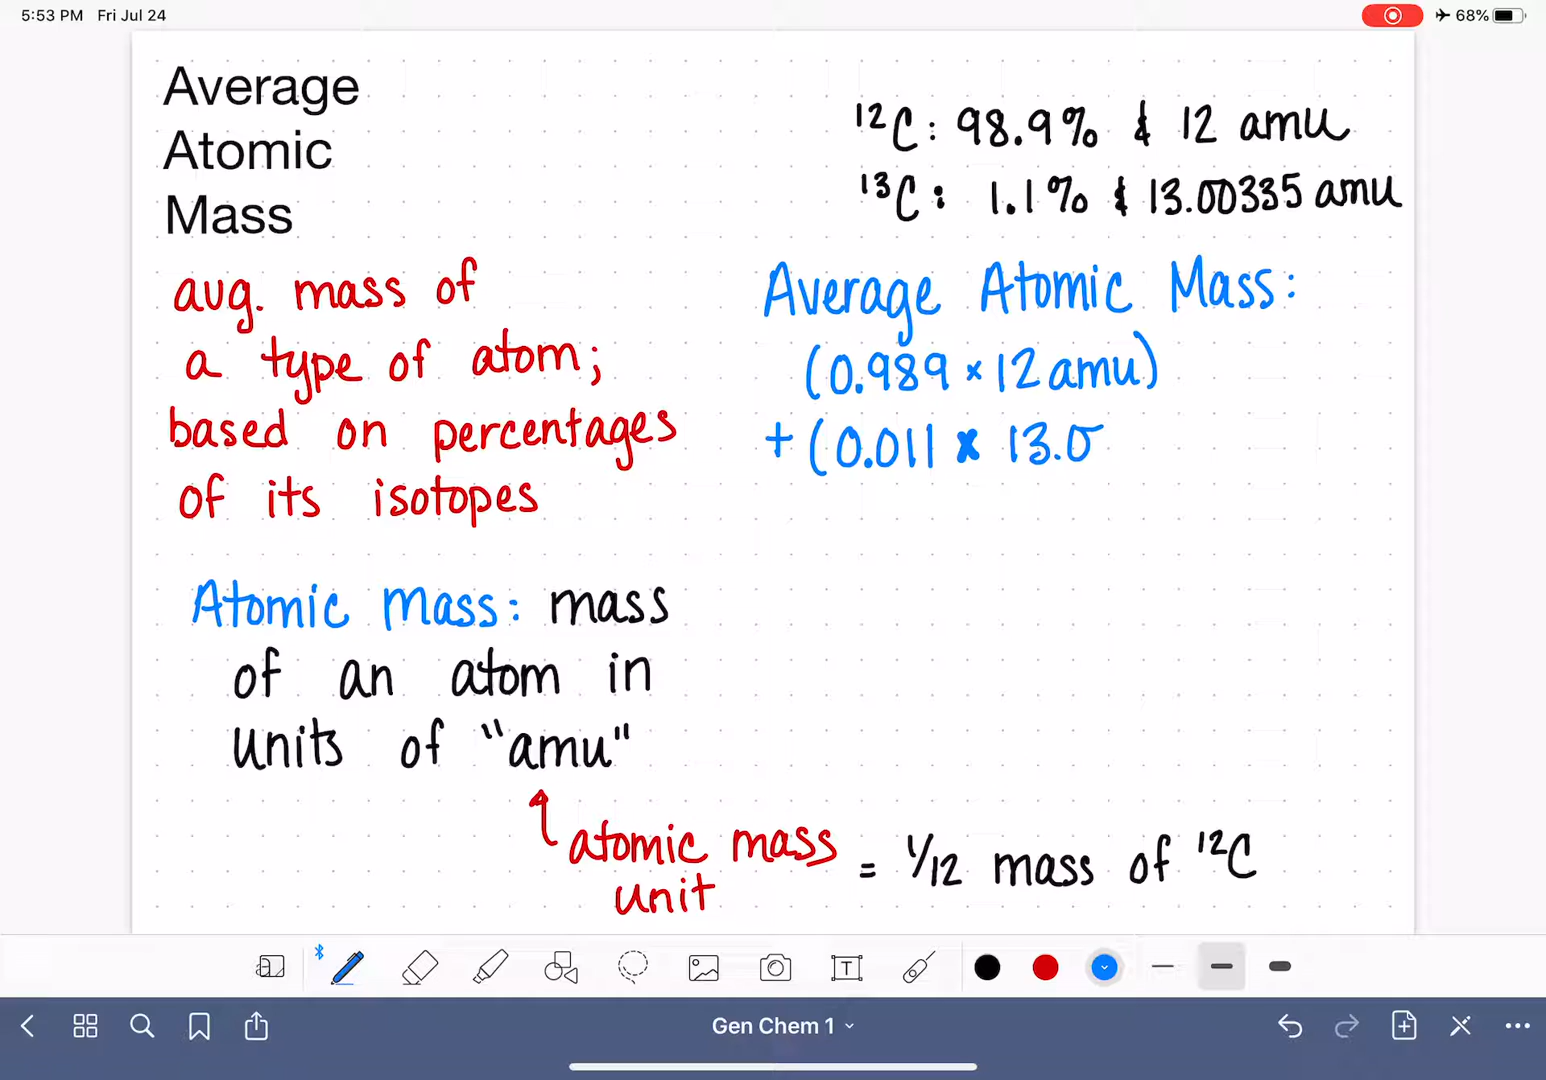 5:53 PM Fri Jul 24
68%
Average
Atomic
Mass
avg. mass of
a type of atom;
based on percentages
of its isotopes
Atomic Mass: mass
of an atom in
units of "amu"
atomic mass
unit
= 1/12 mass of ¹²C
¹²C: 98.9% & 12 amu
¹³C: 1.1% & 13.00335 amu
Average Atomic Mass:
(0.989 × 12 amu)
+ (0.011 × 13.0
T
Gen Chem 1